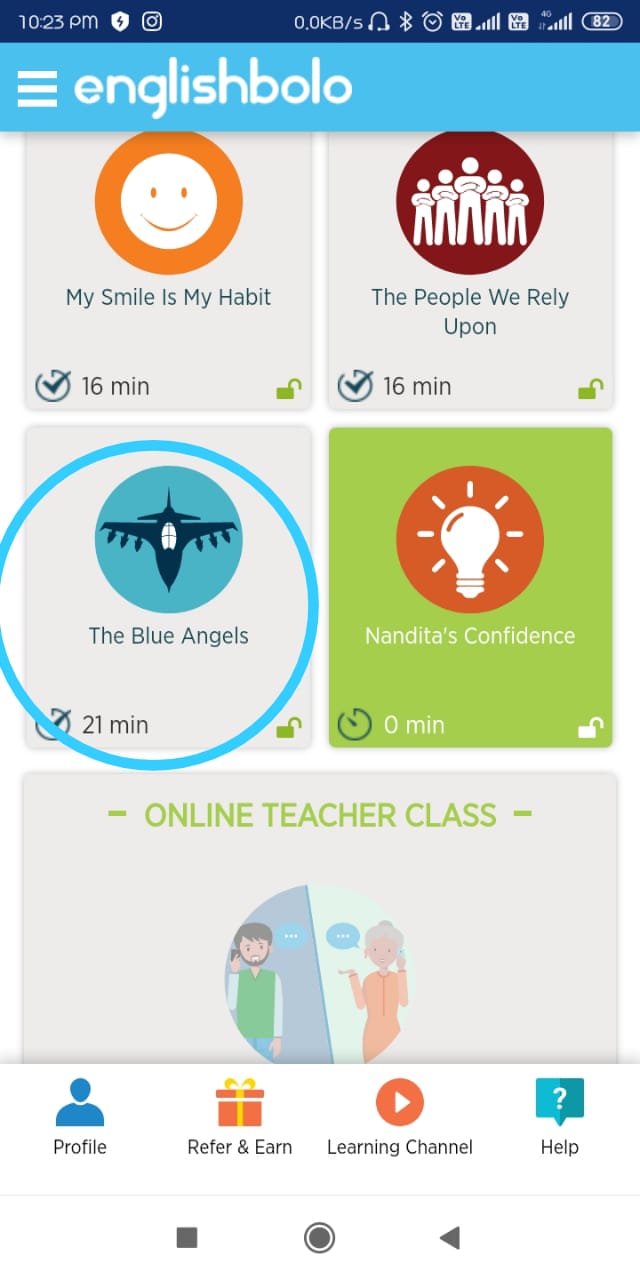 10:23 PM 0.0KB/s Vo LTE Vo LTE 4G 82
englishbolo
My Smile Is My Habit
The People We Rely
Upon
16 min
16 min
The Blue Angels
Nandita's Confidence
21 min
0 min
- ONLINE TEACHER CLASS -
Profile
Refer & Earn
Learning Channel
Help